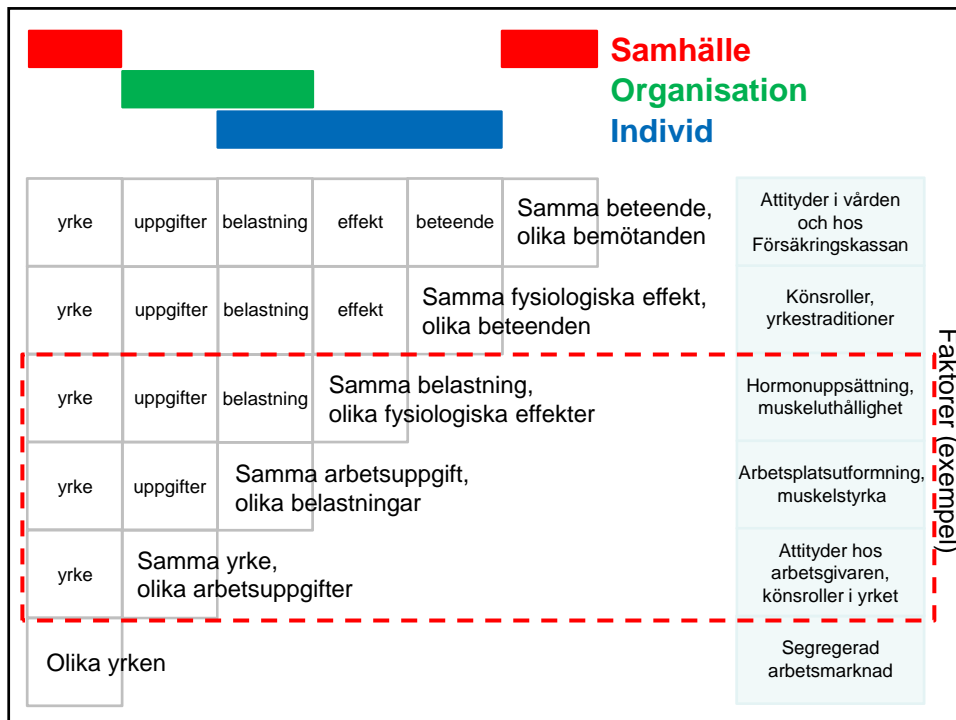 Samhälle
Organisation
Individ
yrke
uppgifter
belastning
effekt
beteende
Samma beteende,
olika bemötanden
Attityder i vården
och hos
Försäkringskassan
yrke
uppgifter
belastning
effekt
Samma fysiologiska effekt,
olika beteenden
Könsroller,
yrkestraditioner
yrke
uppgifter
belastning
Samma belastning,
olika fysiologiska effekter
Hormonuppsättning,
muskeluthållighet
yrke
uppgifter
Samma arbetsuppgift,
olika belastningar
Arbetsplatsutformning,
muskelstyrka
yrke
Samma yrke,
olika arbetsuppgifter
Attityder hos
arbetsgivaren,
könsroller i yrket
Olika yrken
Segregerad
arbetsmarknad
Faktorer (exempel)